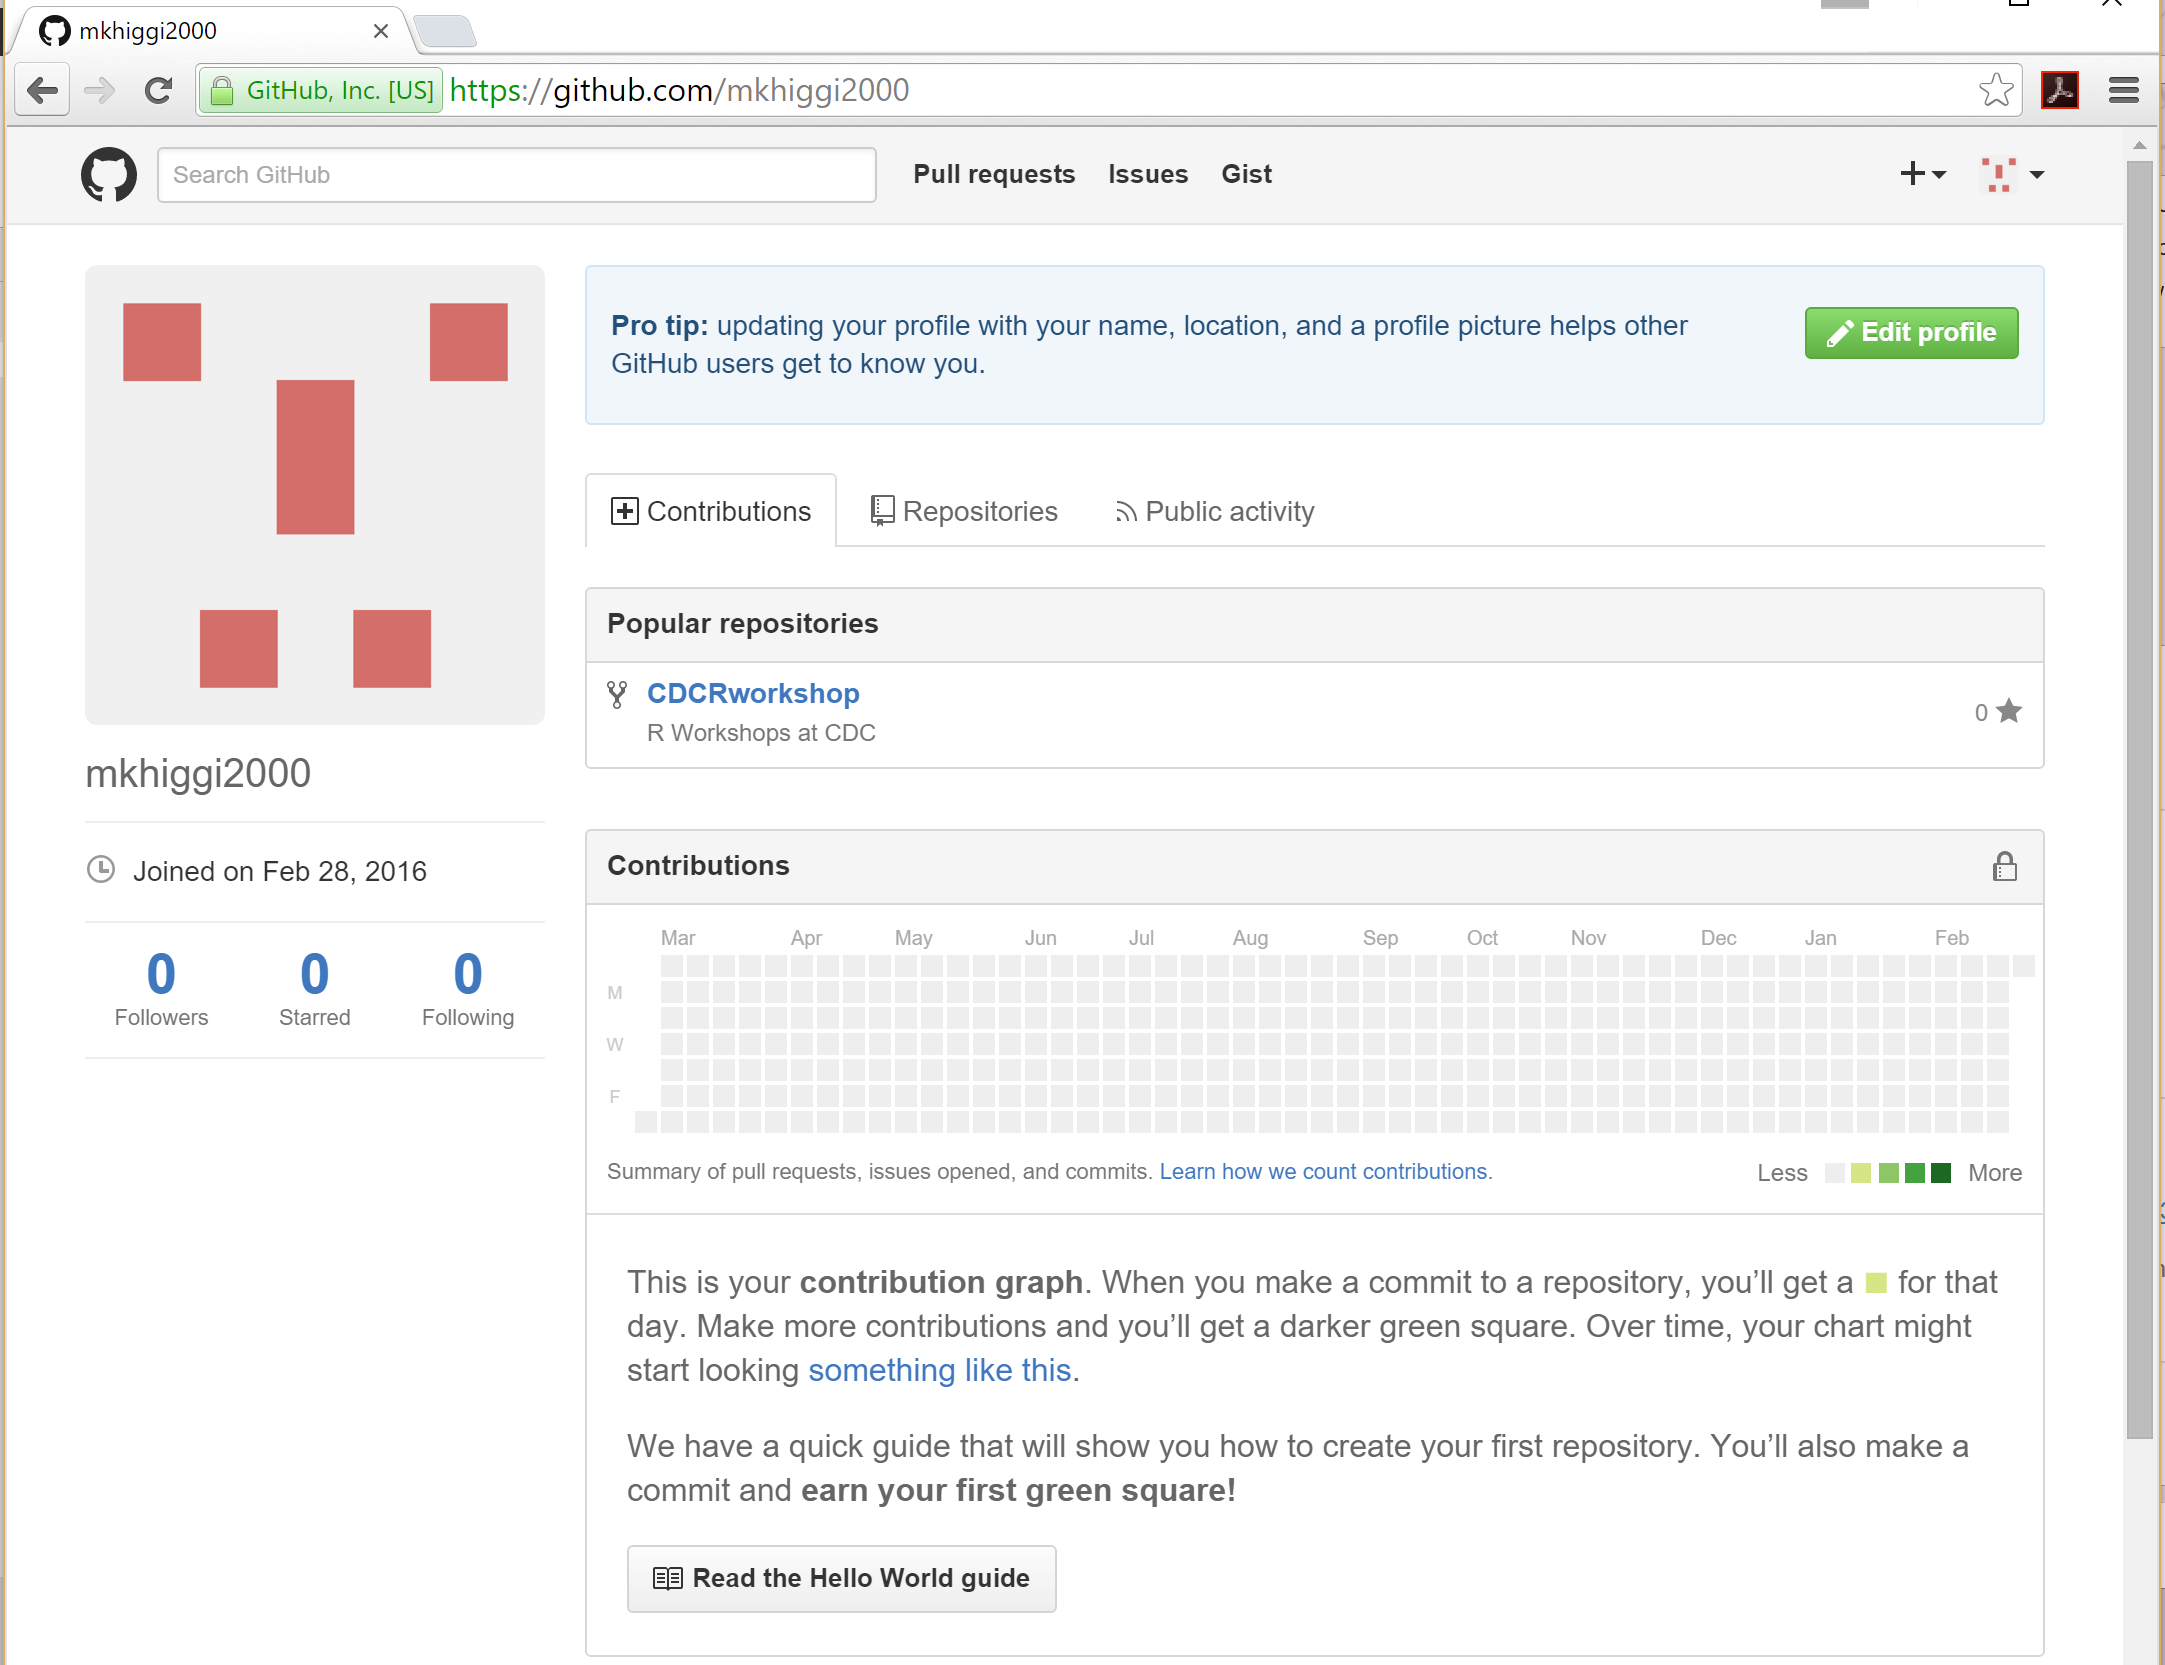 mkhiggi2000
GitHub, Inc. [US] https://github.com/mkhiggi2000
Search GitHub Pull requests Issues Gist
Pro tip: updating your profile with your name, location, and a profile picture helps other
GitHub users get to know you.
Edit profile
Contributions Repositories Public activity
Popular repositories
CDCRworkshop
R Workshops at CDC
0
mkhiggi2000
Joined on Feb 28, 2016
0 0 0
Followers Starred Following
Contributions
Mar Apr May Jun Jul Aug Sep Oct Nov Dec Jan Feb
M
W
F
Summary of pull requests, issues opened, and commits. Learn how we count contributions.
Less More
This is your contribution graph. When you make a commit to a repository, you’ll get a for that
day. Make more contributions and you’ll get a darker green square. Over time, your chart might
start looking something like this.
We have a quick guide that will show you how to create your first repository. You’ll also make a
commit and earn your first green square!
Read the Hello World guide